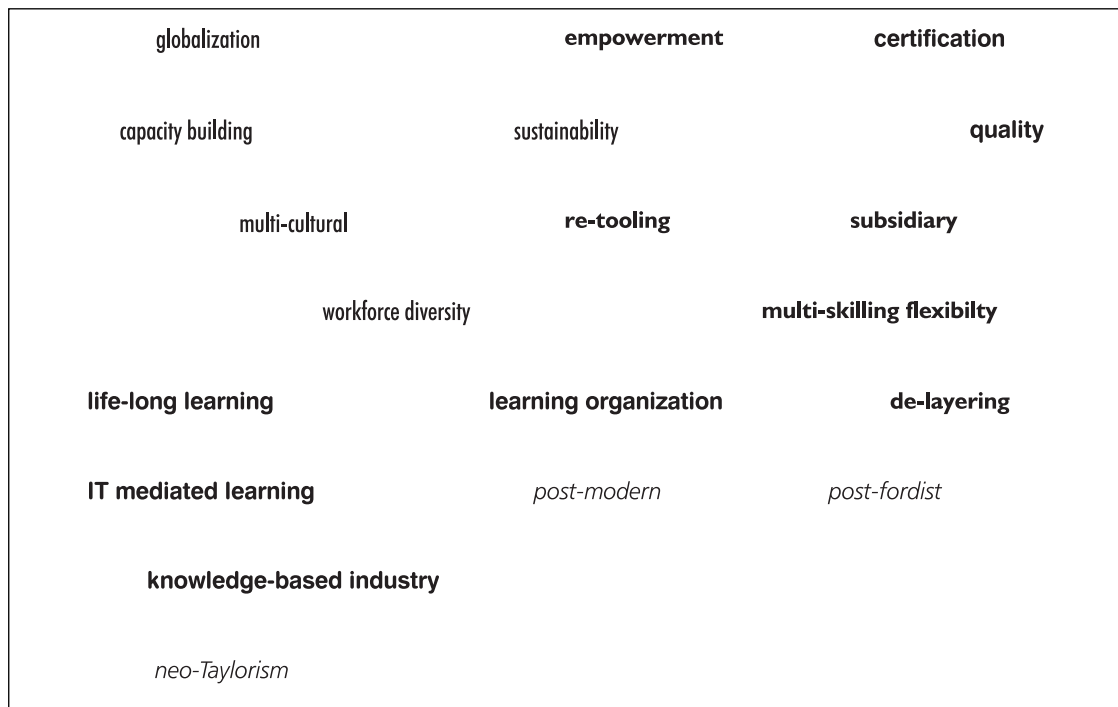 globalization empowerment certification
capacity building sustainability quality
multi-cultural re-tooling subsidiary
workforce diversity multi-skilling flexibilty
life-long learning learning organization de-layering
IT mediated learning post-modern post-fordist
knowledge-based industry
neo-Taylorism